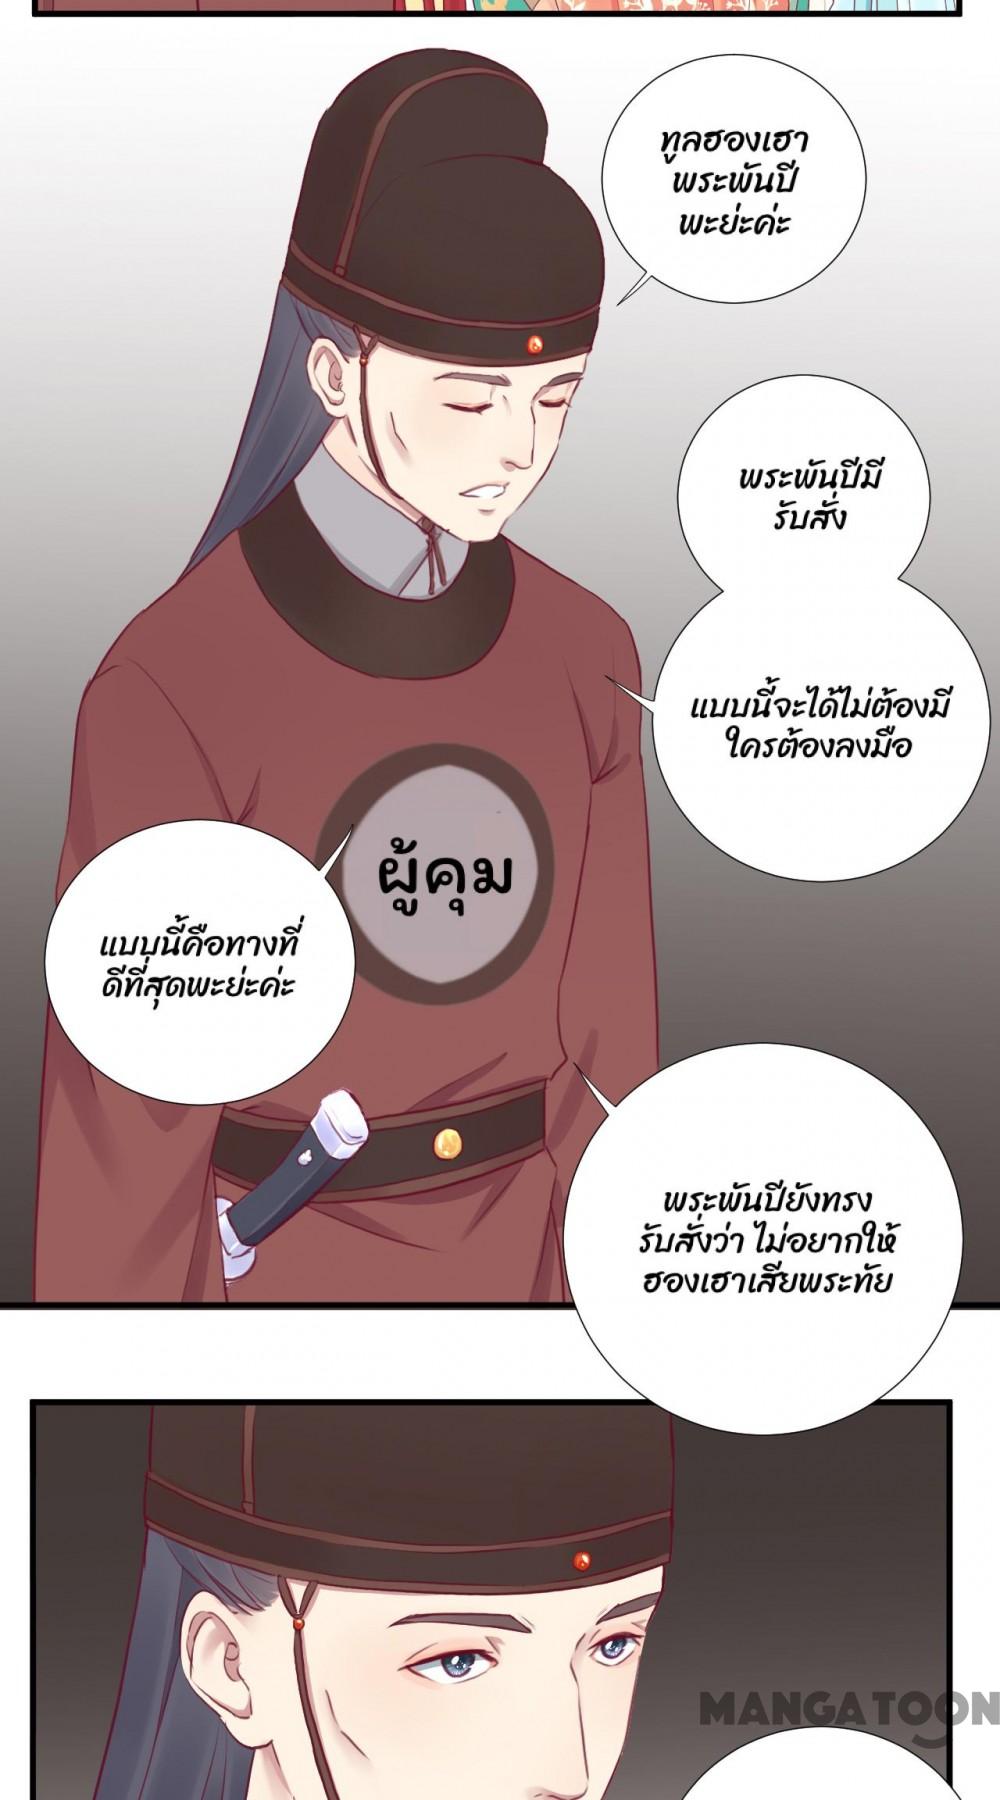 ทูลฮองเฮา
พระพันปี
พะย่ะค่ะ
พระพันปีมี
รับสั่ง
แบบนี้จะได้ไม่ต้องมี
ใครต้องลงมือ
ผู้คุม
แบบนี้คือทางที่
ดีที่สุดพะย่ะค่ะ
พระพันปียังทรง
รับสั่งว่า ไม่อยากให้
ฮองเฮาเสียพระทัย
MANGATOON